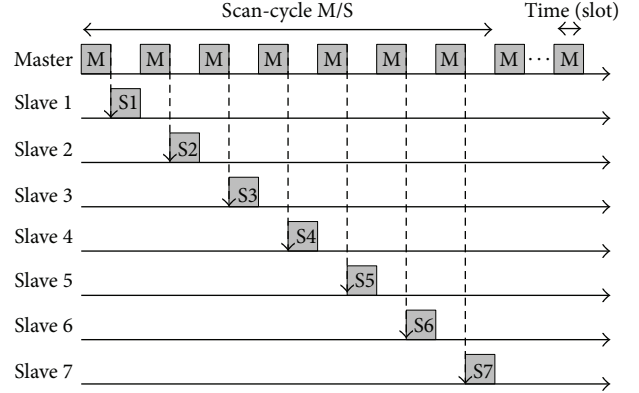 Scan-cycle M/S Time (slot)
Master M M M M M M M M ··· M
Slave 1 S1
Slave 2 S2
Slave 3 S3
Slave 4 S4
Slave 5 S5
Slave 6 S6
Slave 7 S7